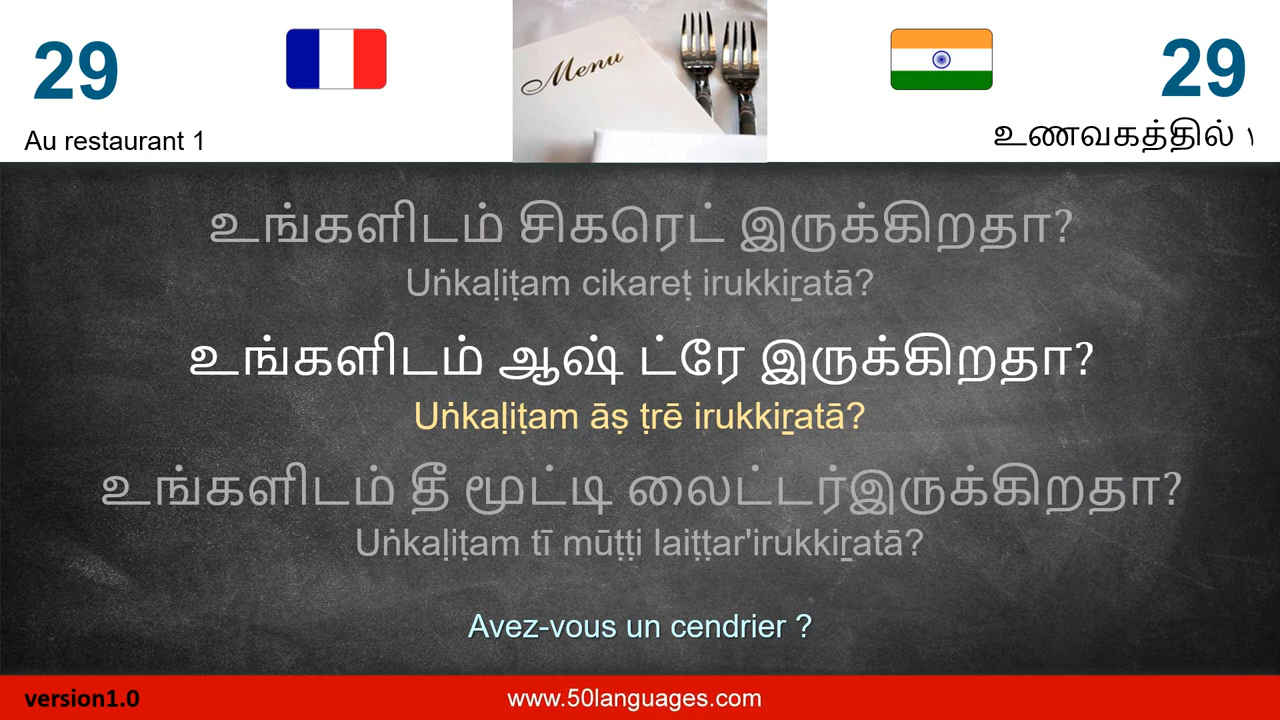 29
29
Au restaurant 1
Menu
உணவகத்தில் ١
உங்களிடம் சிகரெட் இருக்கிறதா?
Uṅkaḷiṭam cikareṭ irukkiṟatā?
உங்களிடம் ஆஷ் ட்ரே இருக்கிறதா?
Uṅkaḷiṭam āṣ ṭrē irukkiṟatā?
உங்களிடம் தீ மூட்டி லைட்டர்இருக்கிறதா?
Uṅkaḷiṭam tī mūṭṭi laiṭṭar'irukkiṟatā?
Avez-vous un cendrier ?
version1.0
www.50languages.com